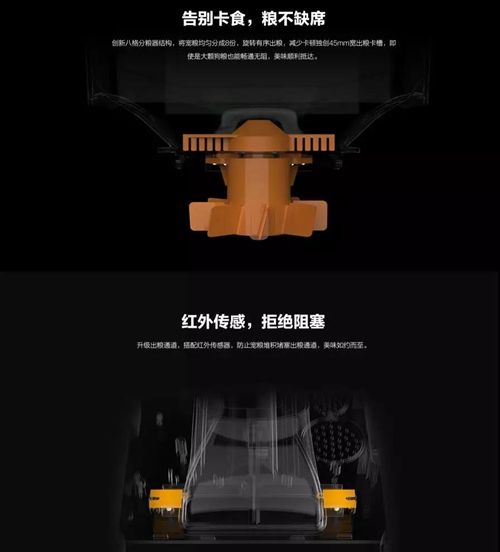 告别卡食，粮不缺席
创新八格分粮器结构，将宠粮均匀分成8份，旋转有序出粮，减少卡顿独创45mm宽出粮卡槽，即
使是大颗狗粮也能畅通无阻，美味顺利抵达。
红外传感，拒绝阻塞
升级出粮通道，搭配红外传感器，防止宠粮堆积堵塞出粮通道，美味如约而至。